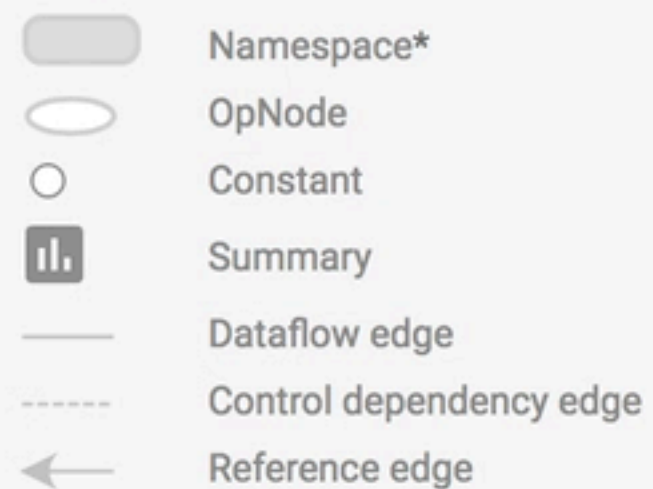 Namespace*
OpNode
Constant
Summary
Dataflow edge
Control dependency edge
Reference edge